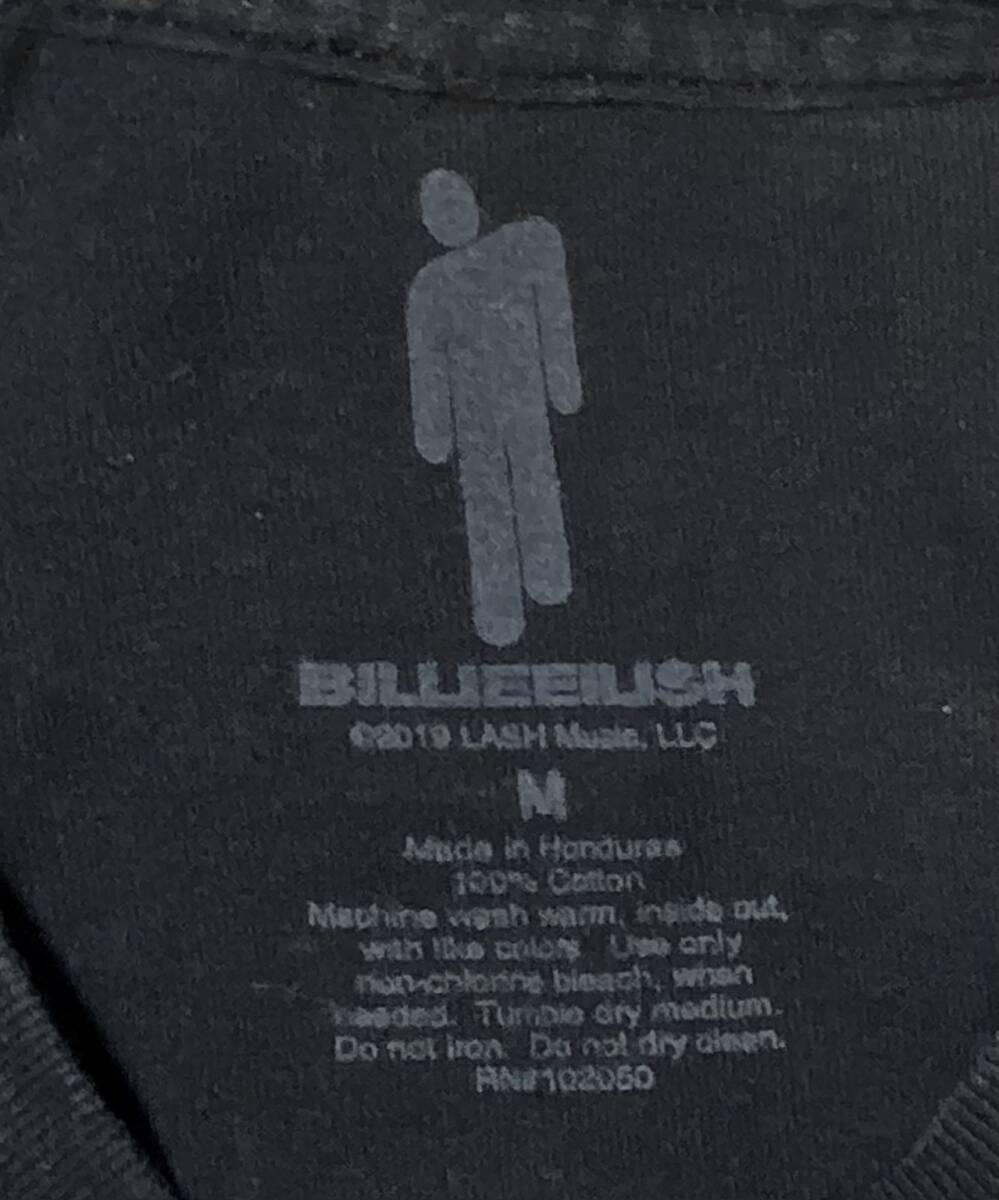 BILLIEEILISH
©2019 LASH Music, LLC
M
Made in Honduras
100% Cotton
Machine wash warm, inside out,
with like colors. Use only
non-chlorine bleach, when
needed. Tumble dry medium.
Do not iron. Do not dry clean.
RN#102050